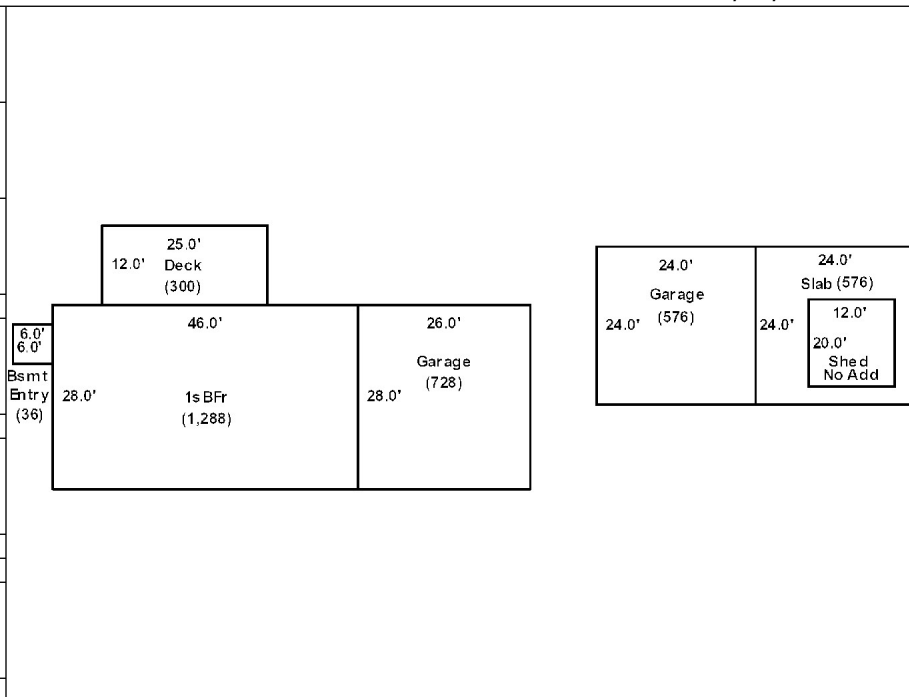 25.0'
12.0' Deck
(300)
6.0'
6.0'
Bsmt
Entry
(36)
46.0'
28.0'
1s BFr
(1,288)
26.0'
Garage
(728)
28.0'
24.0'
Garage
24.0' (576)
24.0'
Slab (576)
24.0'
12.0'
20.0'
Shed
No Add